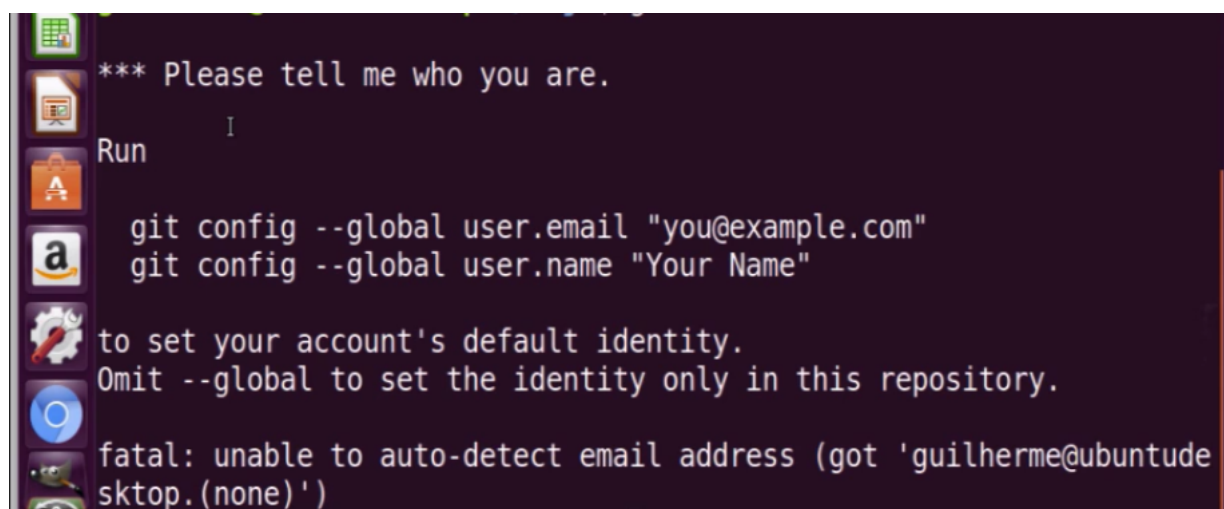 *** Please tell me who you are.
Run
git config --global user.email "you@example.com"
git config --global user.name "Your Name"
to set your account's default identity.
Omit --global to set the identity only in this repository.
fatal: unable to auto-detect email address (got 'guilherme@ubuntude
sktop.(none)')